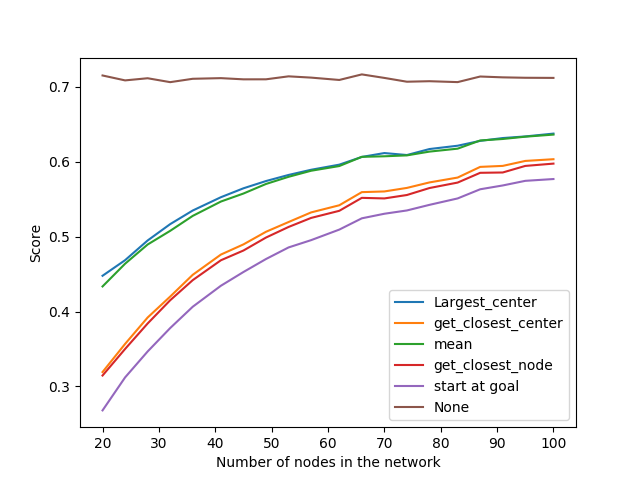 0.7
0.6
0.5
0.4
0.3
Score
Largest_center
get_closest_center
mean
get_closest_node
start at goal
None
20 30 40 50 60 70 80 90 100
Number of nodes in the network